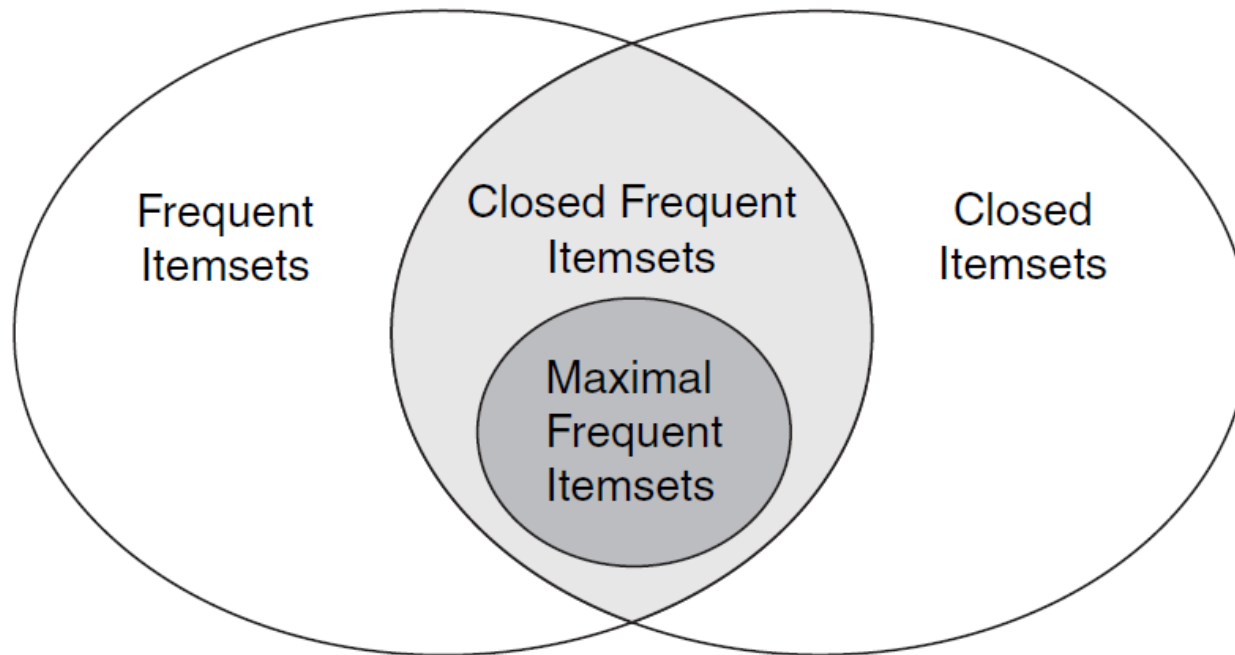 Frequent
Itemsets
Closed Frequent
Itemsets
Closed
Itemsets
Maximal
Frequent
Itemsets